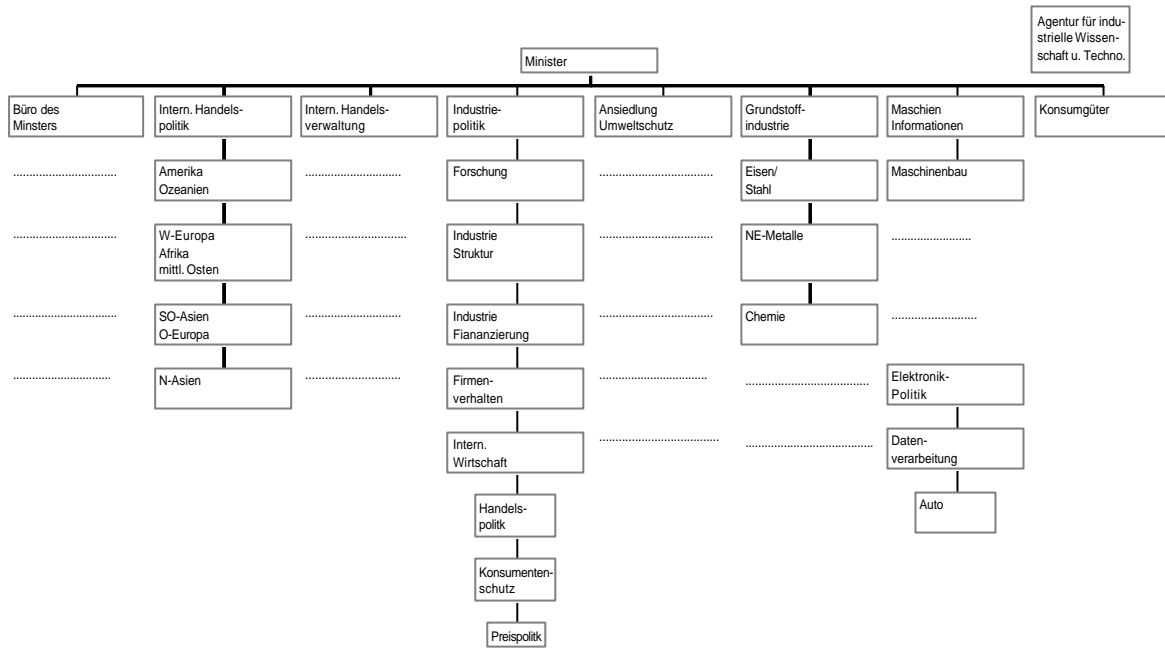 Agentur für indu-
strielle Wissen-
schaft u. Techno.
Minister
Büro des
Minsters
Intern. Handels-
politik
Intern. Handels-
verwaltung
Industrie-
politik
Ansiedlung
Umweltschutz
Grundstoff-
industrie
Maschien
Informationen
Konsumgüter
..............................
Amerika
Ozeanien
..............................
Forschung
..............................
Eisen/
Stahl
Maschinenbau
..............................
W-Europa
Afrika
mittl. Osten
..............................
Industrie
Struktur
..............................
NE-Metalle
.........................
..............................
SO-Asien
O-Europa
..............................
Industrie
Fiananzierung
..............................
Chemie
.........................
..............................
N-Asien
..............................
Firmen-
verhalten
..............................
..............................
Elektronik-
Politik
Intern.
Wirtschaft
..............................
..............................
Daten-
verarbeitung
Handels-
politk
Auto
Konsumenten-
schutz
Preispolitk